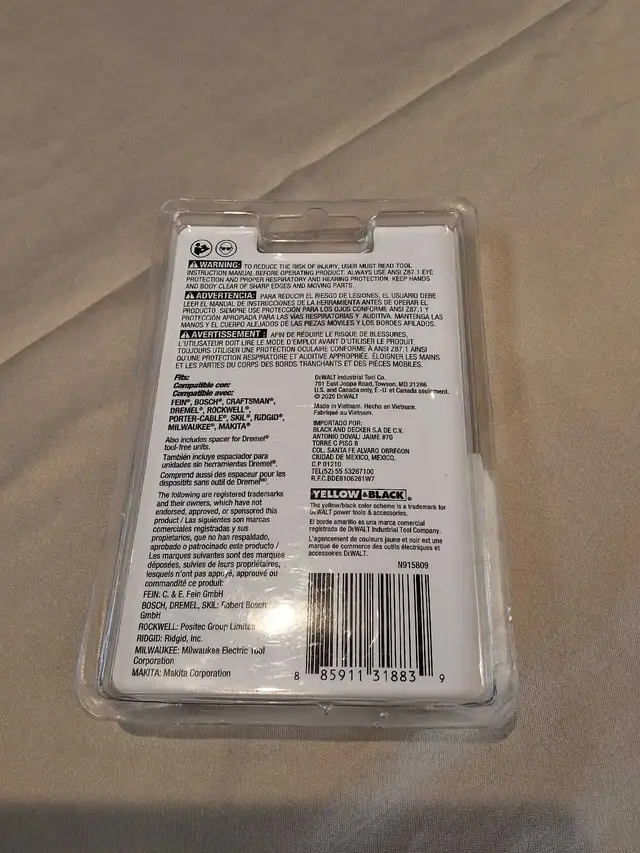 WARNING: TO REDUCE THE RISK OF INJURY, USER MUST READ TOOL
INSTRUCTION MANUAL BEFORE OPERATING PRODUCT. ALWAYS USE ANSI Z87.1 EYE
PROTECTION AND PROPER RESPIRATORY AND HEARING PROTECTION. KEEP HANDS
AND BODY CLEAR OF SHARP EDGES AND MOVING PARTS.
ADVERTENCIA: PARA REDUCIR EL RIESGO DE LESIONES, EL USUARIO DEBE
LEER EL MANUAL DE INSTRUCCIONES DE LA HERRAMIENTA ANTES DE OPERAR EL
PRODUCTO. SIEMPRE USE PROTECCIÓN PARA LOS OJOS CONFORME ANSI Z87.1 Y
PROTECCIÓN APROPIADA PARA LAS VÍAS RESPIRATORIAS Y AUDITIVA. MANTENGA LAS
MANOS Y EL CUERPO ALEJADOS DE LAS PIEZAS MÓVILES Y LOS BORDES AFILADOS.
AVERTISSEMENT : AFIN DE RÉDUIRE LE RISQUE DE BLESSURES,
L'UTILISATEUR DOIT LIRE LE MODE D'EMPLOI AVANT D'UTILISER LE PRODUIT.
TOUJOURS UTILISER UNE PROTECTION OCULAIRE CONFORME À ANSI Z87.1 AINSI
QU'UNE PROTECTION RESPIRATOIRE ET AUDITIVE APPROPRIÉE. ÉLOIGNER LES MAINS
ET LES PARTIES DU CORPS DES BORDS TRANCHANTS ET DES PIÈCES MOBILES.
Fits:
Compatible con:
Compatible avec:
FEIN®, BOSCH®, CRAFTSMAN®,
DREMEL®, ROCKWELL®,
PORTER-CABLE®, SKIL®, RIDGID®,
MILWAUKEE®, MAKITA®
Also includes spacer for Dremel®
tool-free units.
También incluye espaciador para
unidades sin herramientas Dremel®.
Comprend aussi des espaceur pour les
dispositifs sans outil de Dremel®.
The following are registered trademarks
and their owners, which have not
endorsed, approved, or sponsored this
product / Las siguientes son marcas
comerciales registradas y sus
propietarios, que no han respaldado,
aprobado o patrocinado este producto /
Les marques suivantes sont des marques
déposées, suivies de leurs propriétaires,
lesquels n'ont pas appuyé, approuvé ou
commandité ce produit:
FEIN: C. & E. Fein GmbH
BOSCH, DREMEL, SKIL: Robert Bosch
GmbH
ROCKWELL: Positec Group Limited
RIDGID: Ridgid, Inc.
MILWAUKEE: Milwaukee Electric Tool
Corporation
MAKITA: Makita Corporation
DEWALT Industrial Tool Co.
701 East Joppa Road, Towson, MD 21286
U.S. and Canada only, É.-U. et Canada seulement.
© 2020 DEWALT
Made in Vietnam. Hecho en Vietnam.
Fabriqué au Vietnam.
IMPORTADO POR:
BLACK AND DECKER S.A DE C.V.
ANTONIO DOVALI JAIME #70
TORRE C PISO 8
COL. SANTA FE ALVARO OBREGON
CIUDAD DE MEXICO, MEXICO,
C.P 01210
TEL(52) 55 53267100
R.F.C.BDE8106261W7
YELLOW & BLACK®
The yellow/black color scheme is a trademark for
DEWALT power tools & accessories.
El borde amarillo es una marca comercial
registrada de DEWALT Industrial Tool Company.
L'agencement de couleurs jaune et noir est une
marque de commerce des outils électriques et
accessoires DEWALT.
N915809
8 85911 31883 9